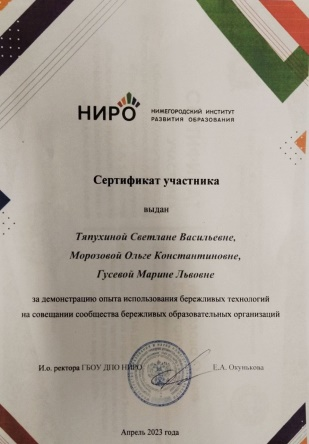 НИРО
НИЖЕГОРОДСКИЙ ИНСТИТУТ
РАЗВИТИЯ ОБРАЗОВАНИЯ
Сертификат участника
выдан
Тяпухиной Светлане Васильевне,
Морозовой Ольге Константиновне,
Гусевой Марине Львовне
за демонстрацию опыта использования бережливых технологий
на совещании сообщества бережливых образовательных организаций
И.о. ректора ГБОУ ДПО НИРО
Е.А. Охунькова
Апрель 2023 года